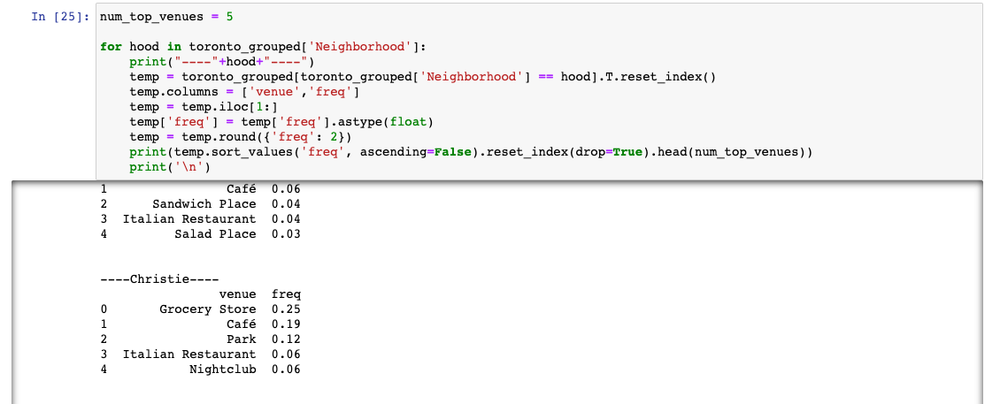 In [25]: num_top_venues = 5
for hood in toronto_grouped['Neighborhood']:
    print("----"+hood+"----")
    temp = toronto_grouped[toronto_grouped['Neighborhood'] == hood].T.reset_index()
    temp.columns = ['venue','freq']
    temp = temp.iloc[1:]
    temp['freq'] = temp['freq'].astype(float)
    temp = temp.round({'freq': 2})
    print(temp.sort_values('freq', ascending=False).reset_index(drop=True).head(num_top_venues))
    print('\n')
1                Café  0.06
2      Sandwich Place  0.04
3  Italian Restaurant  0.04
4         Salad Place  0.03
----Christie----
                venue  freq
0       Grocery Store  0.25
1                Café  0.19
2                Park  0.12
3  Italian Restaurant  0.06
4           Nightclub  0.06